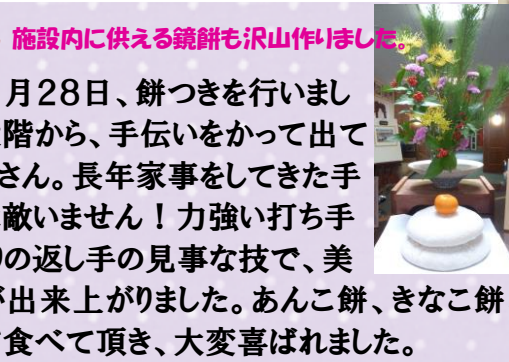 施設内に供える鏡餅も沢山作りました。
月28日、餅つきを行いまし
階から、手伝いをかって出て
さん。長年家事をしてきた手
敵いません！力強い打ち手
の返し手の見事な技で、美
が出来上がりました。あんこ餅、きなこ餅
食べて頂き、大変喜ばれました。